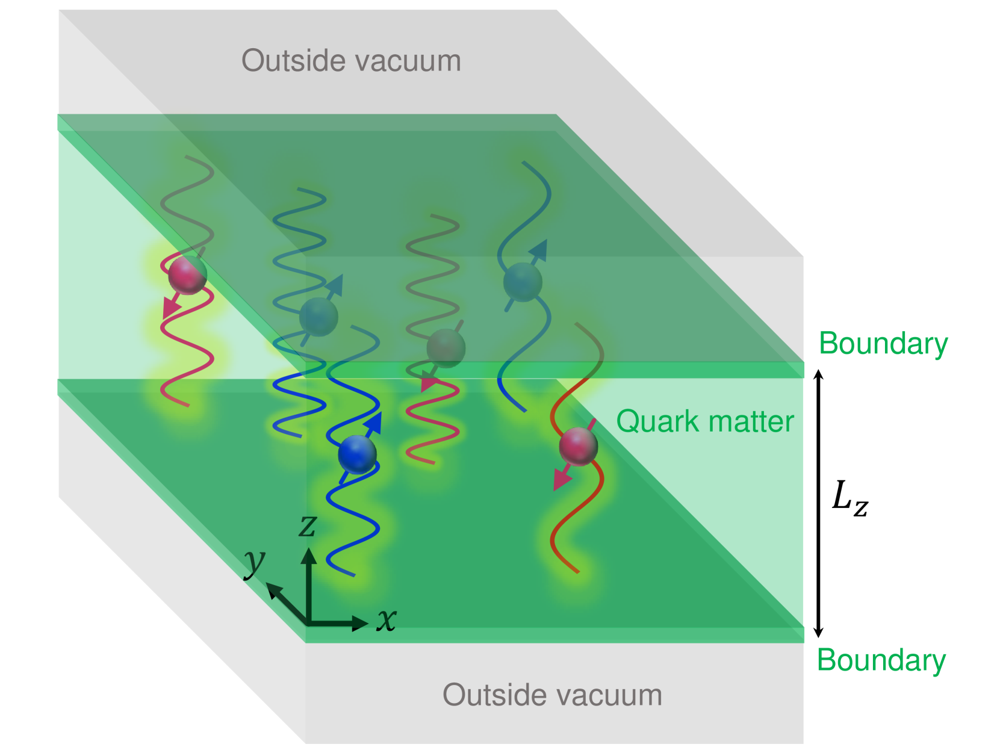 Outside vacuum
Boundary
Quark matter
L_z
z
y
x
Boundary
Outside vacuum